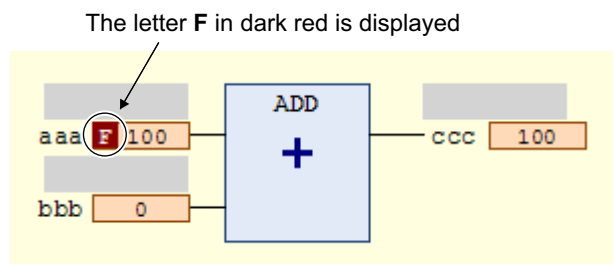 The letter F in dark red is displayed
ADD
aaa F 100
+
ccc 100
bbb 0